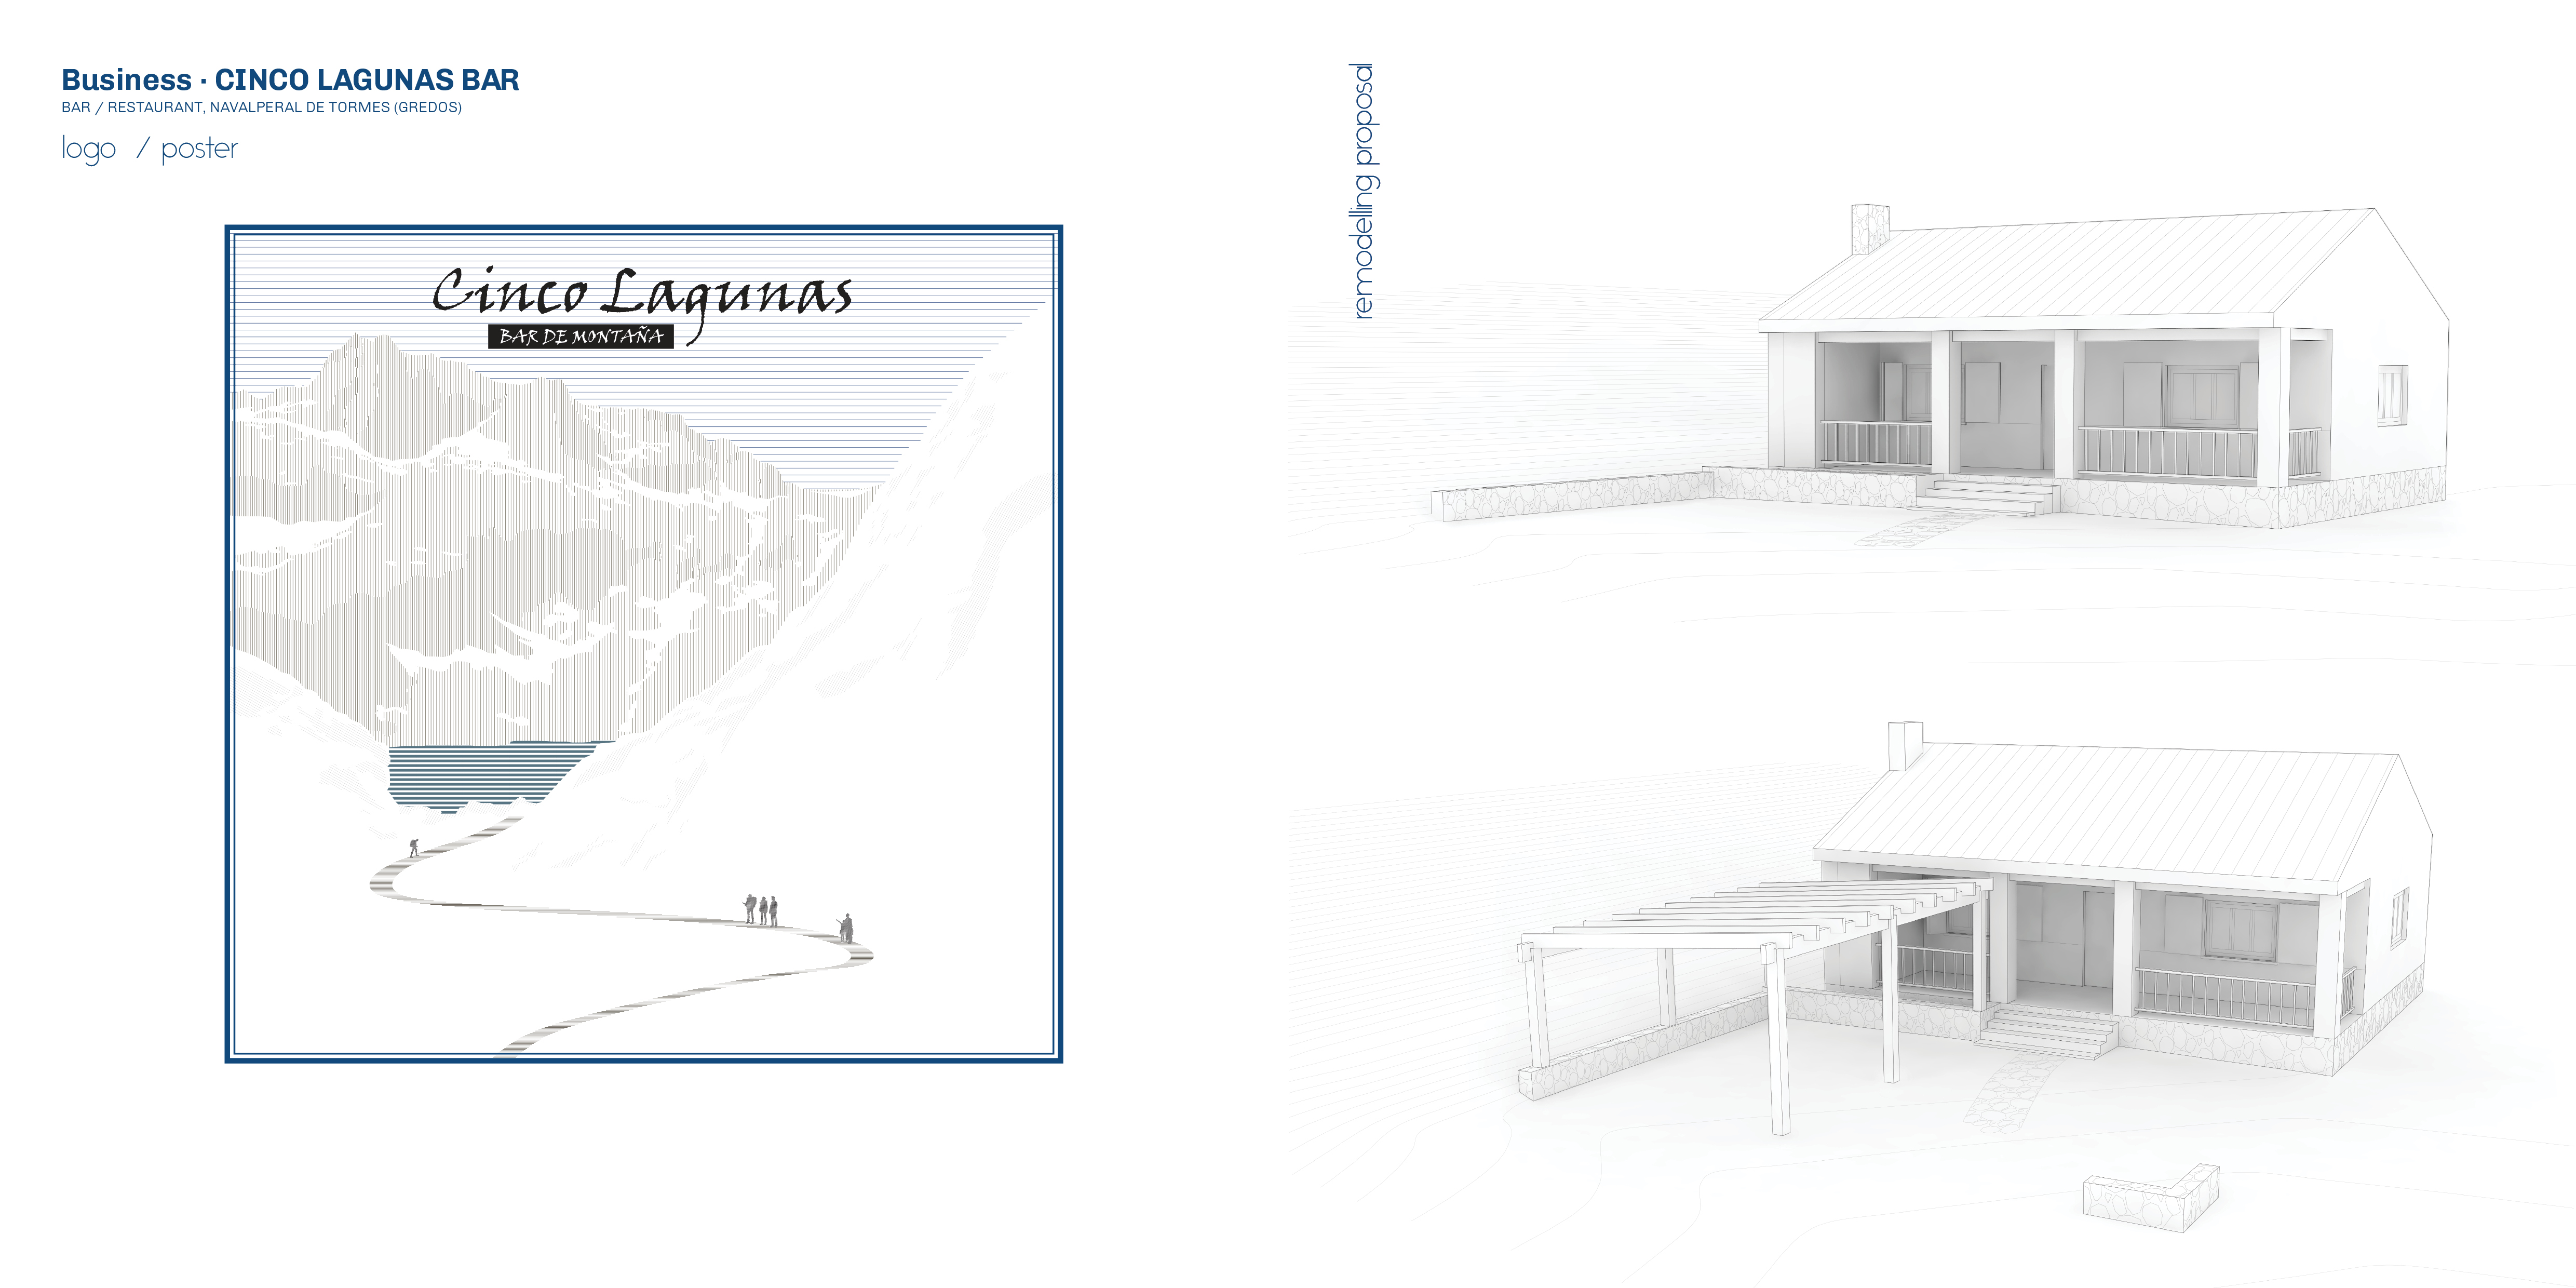 Business · CINCO LAGUNAS BAR
BAR / RESTAURANT, NAVALPERAL DE TORMES (GREDOS)
logo / poster
Cinco Lagunas
BAR DE MONTAÑA
remodelling proposal